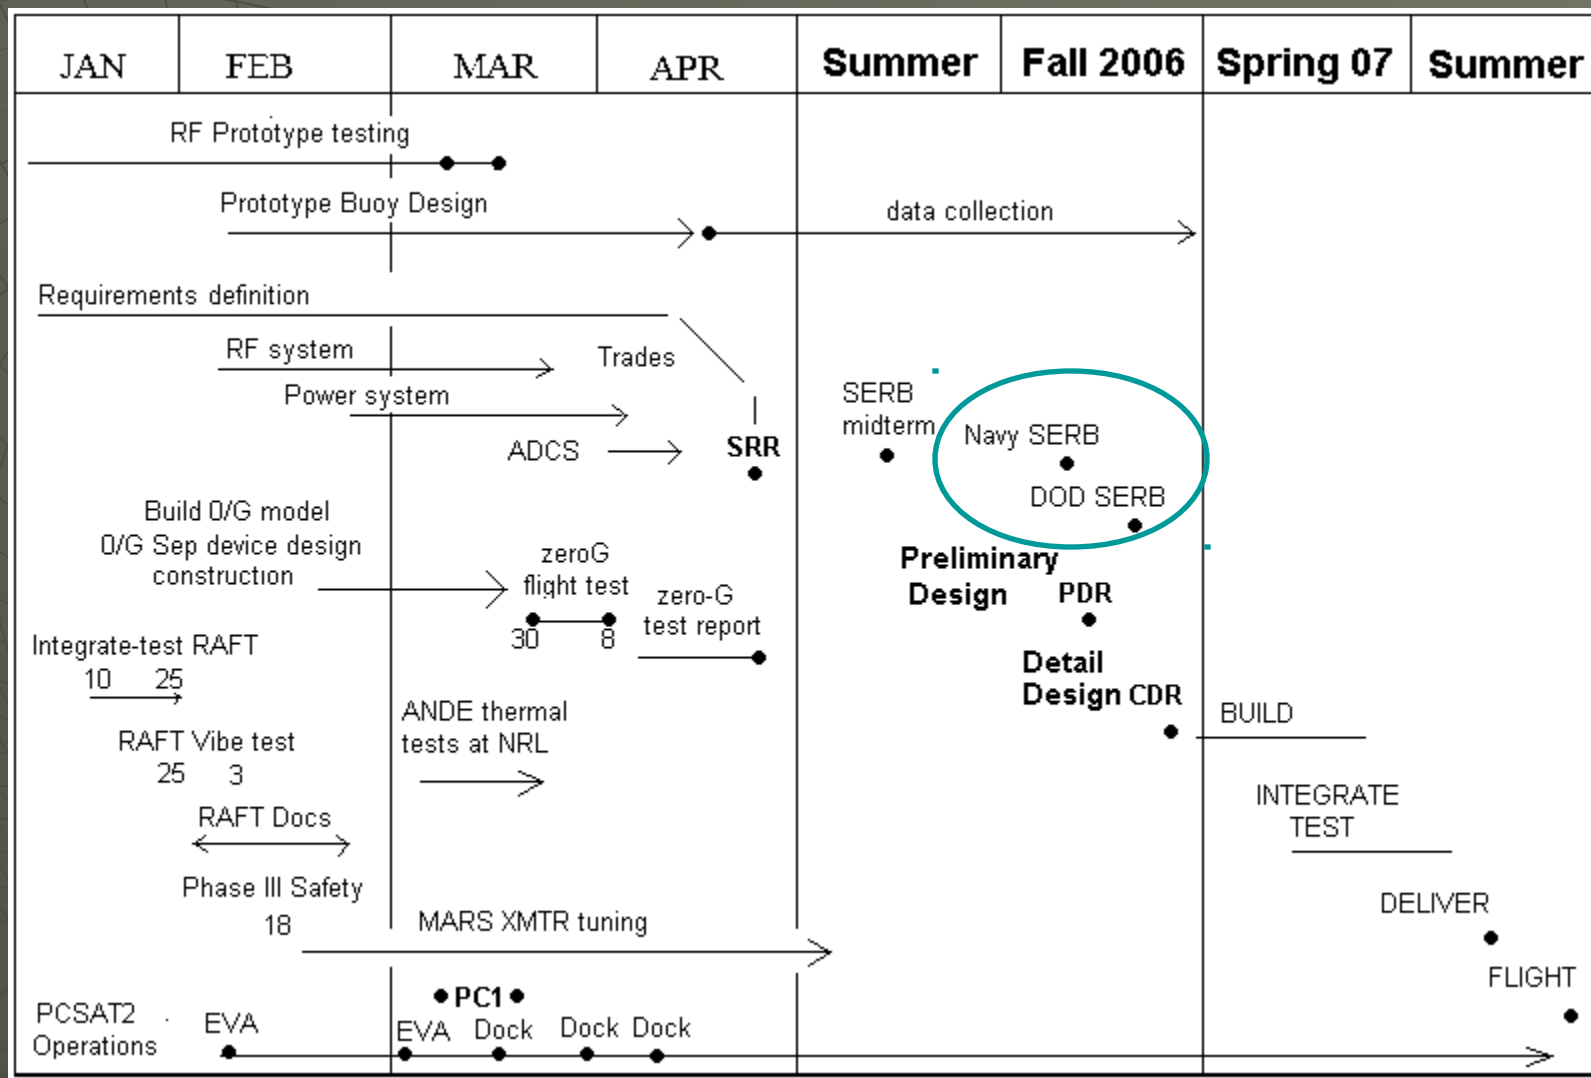 JAN FEB MAR APR Summer Fall 2006 Spring 07 Summer
RF Prototype testing
Prototype Buoy Design
data collection
Requirements definition
RF system
Trades
Power system
ADCS
SRR
SERB
midterm
Navy SERB
DOD SERB
Build 0/G model
0/G Sep device design
construction
zeroG
flight test
30 8
zero-G
test report
Preliminary
Design
PDR
Detail
Design CDR
Integrate-test RAFT
10 25
RAFT Vibe test
25 3
ANDE thermal
tests at NRL
BUILD
INTEGRATE
TEST
RAFT Docs
Phase III Safety
18
MARS XMTR tuning
DELIVER
FLIGHT
PC1
PCSAT2
Operations
EVA
EVA Dock Dock Dock